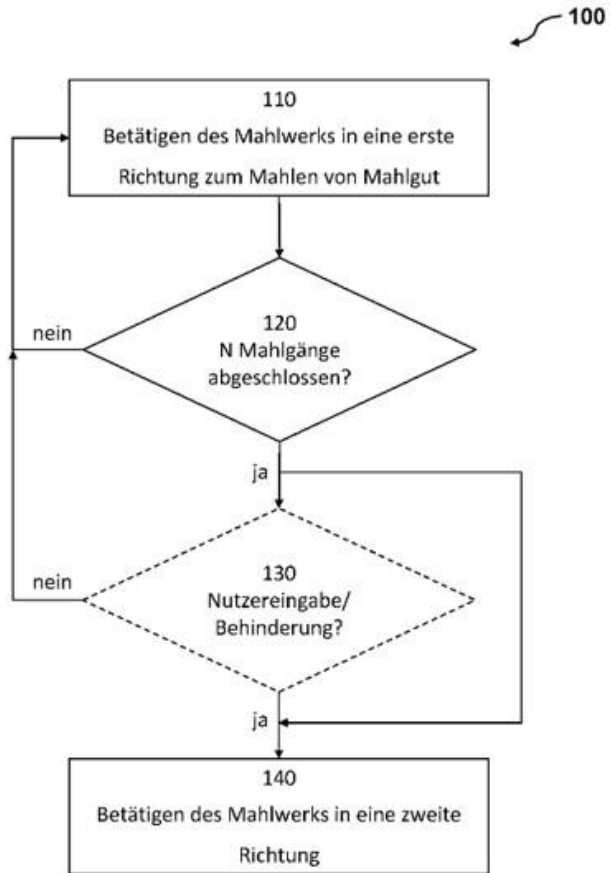 100
110
Betätigen des Mahlwerks in eine erste
Richtung zum Mahlen von Mahlgut
nein
120
N Mahlgänge
abgeschlossen?
ja
nein
130
Nutzereingabe/
Behinderung?
ja
140
Betätigen des Mahlwerks in eine zweite
Richtung